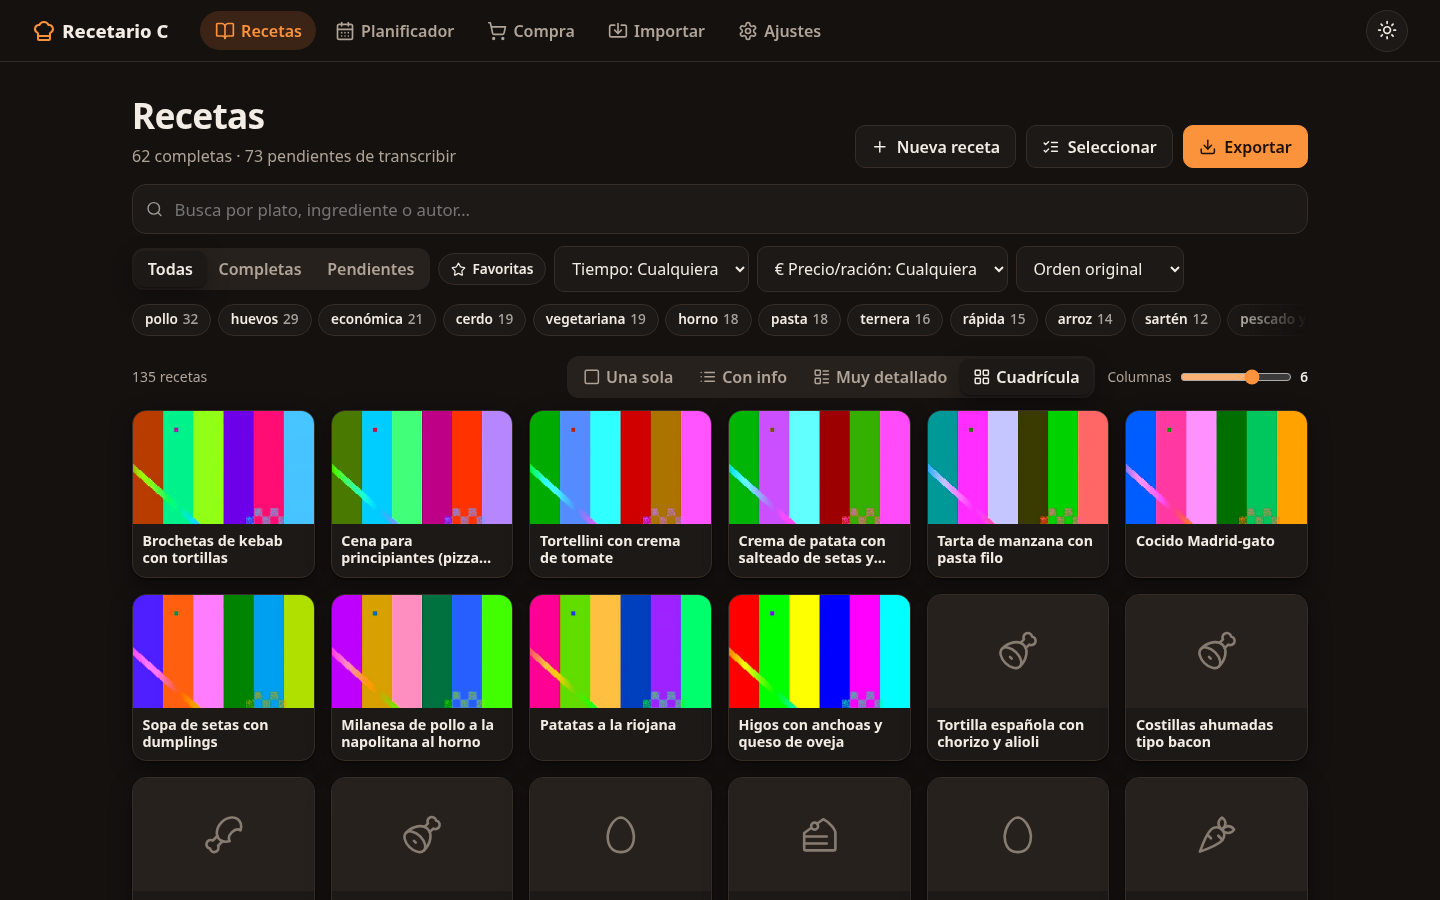 Recetario C
Recetas
Planificador
Compra
Importar
Ajustes
Recetas
62 completas · 73 pendientes de transcribir
Nueva receta
Seleccionar
Exportar
Busca por plato, ingrediente o autor...
Todas
Completas
Pendientes
Favoritas
Tiempo: Cualquiera
€ Precio/ración: Cualquiera
Orden original
pollo 32
huevos 29
económica 21
cerdo 19
vegetariana 19
horno 18
pasta 18
ternera 16
rápida 15
arroz 14
sartén 12
pescado y
135 recetas
Una sola
Con info
Muy detallado
Cuadrícula
Columnas
6
Brochetas de kebab
con tortillas
Cena para
principiantes (pizza...
Tortellini con crema
de tomate
Crema de patata con
salteado de setas y...
Tarta de manzana con
pasta filo
Cocido Madrid-gato
Sopa de setas con
dumplings
Milanesa de pollo a la
napolitana al horno
Patatas a la riojana
Higos con anchoas y
queso de oveja
Tortilla española con
chorizo y alioli
Costillas ahumadas
tipo bacon